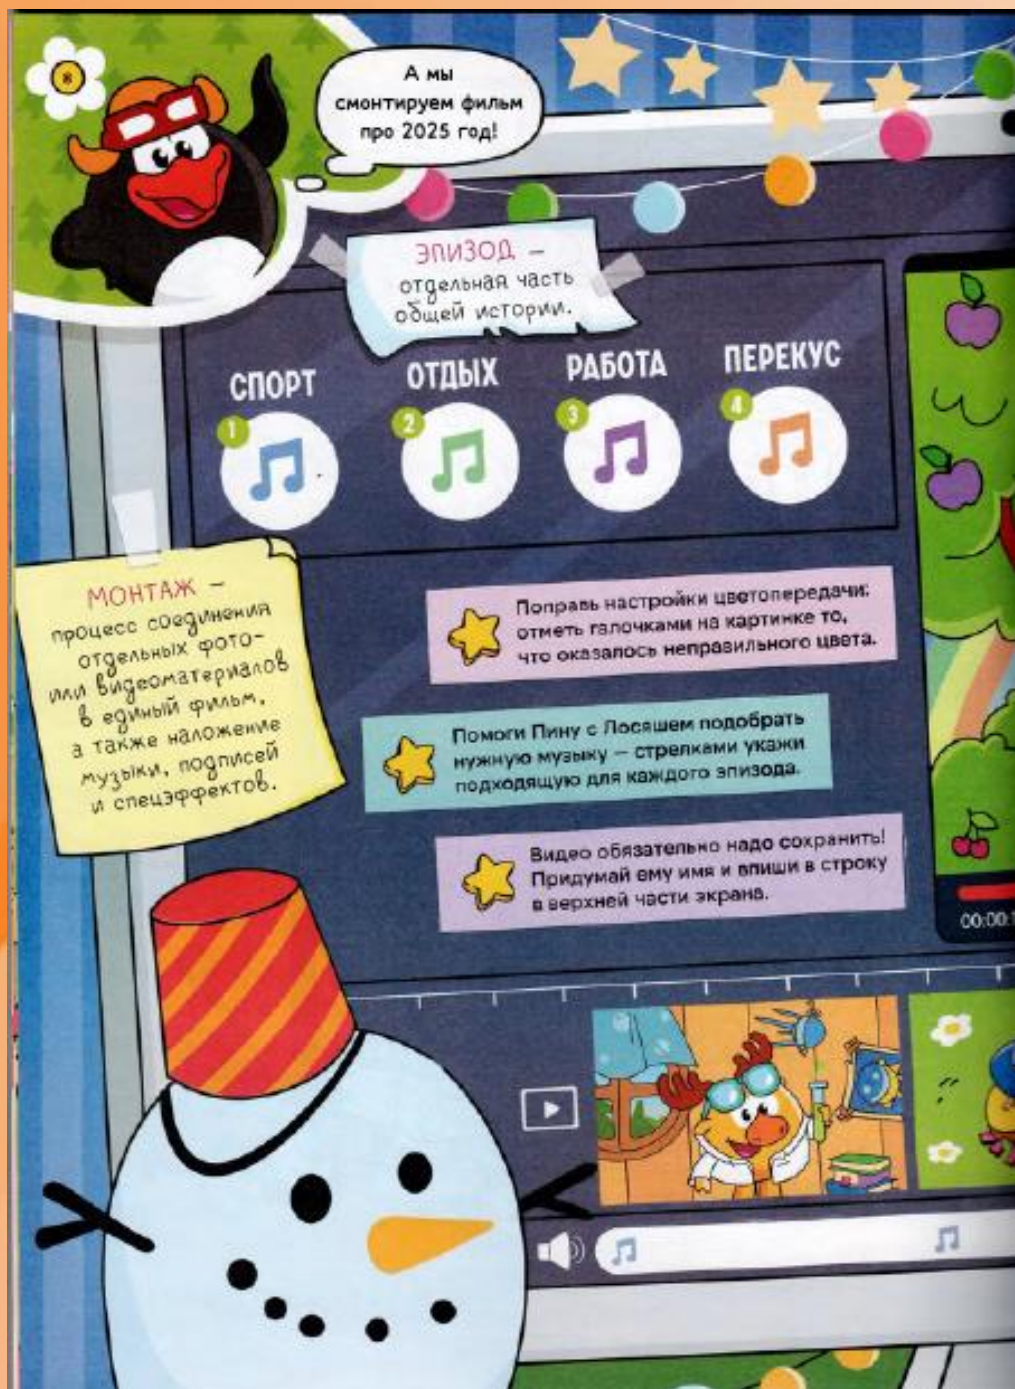 8
А мы
смонтируем фильм
про 2025 год!
ЭПИЗОД –
отдельная часть
общей истории.
СПОРТ
1
ОТДЫХ
2
РАБОТА
3
ПЕРЕКУС
4
МОНТАЖ –
процесс соединения
отдельных фото-
или видеоматериалов
в единый фильм,
а также наложение
музыки, подписей
и спецэффектов.
Поправь настройки цветопередачи:
отметь галочками на картинке то,
что оказалось неправильного цвета.
Помоги Пину с Лосяшем подобрать
нужную музыку — стрелками укажи
подходящую для каждого эпизода.
Видео обязательно надо сохранить!
Придумай ему имя и впиши в строку
в верхней части экрана.
00:00: